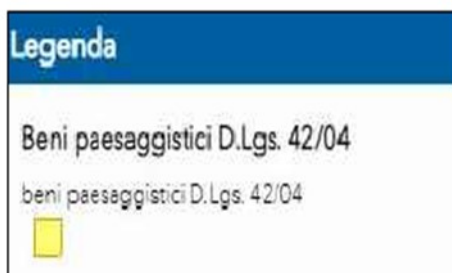 Legenda
Beni paesaggistici D.Lgs. 42/04
beni paesaggistici D.Lgs. 42/04